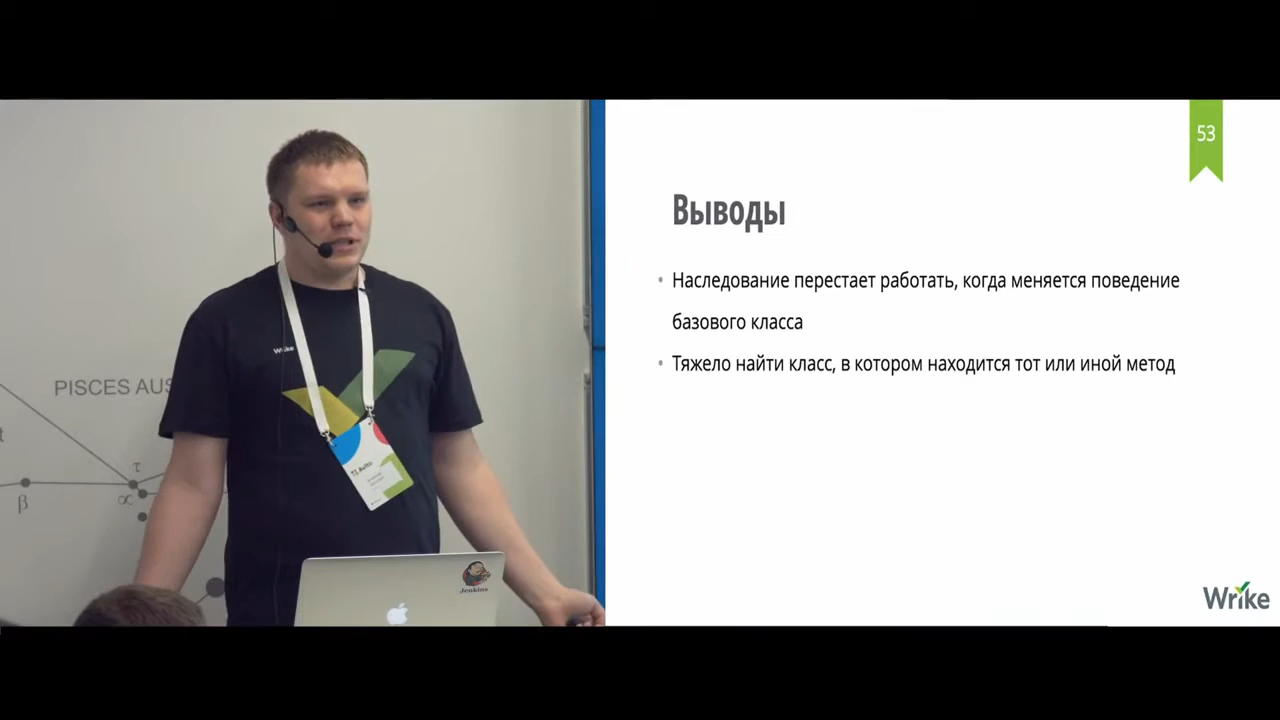 53
Выводы
Наследование перестает работать, когда меняется поведение
базового класса
Тяжело найти класс, в котором находится тот или иной метод
Wrike
Wrike
PISCES AUS
τ
α
β
Jenkins